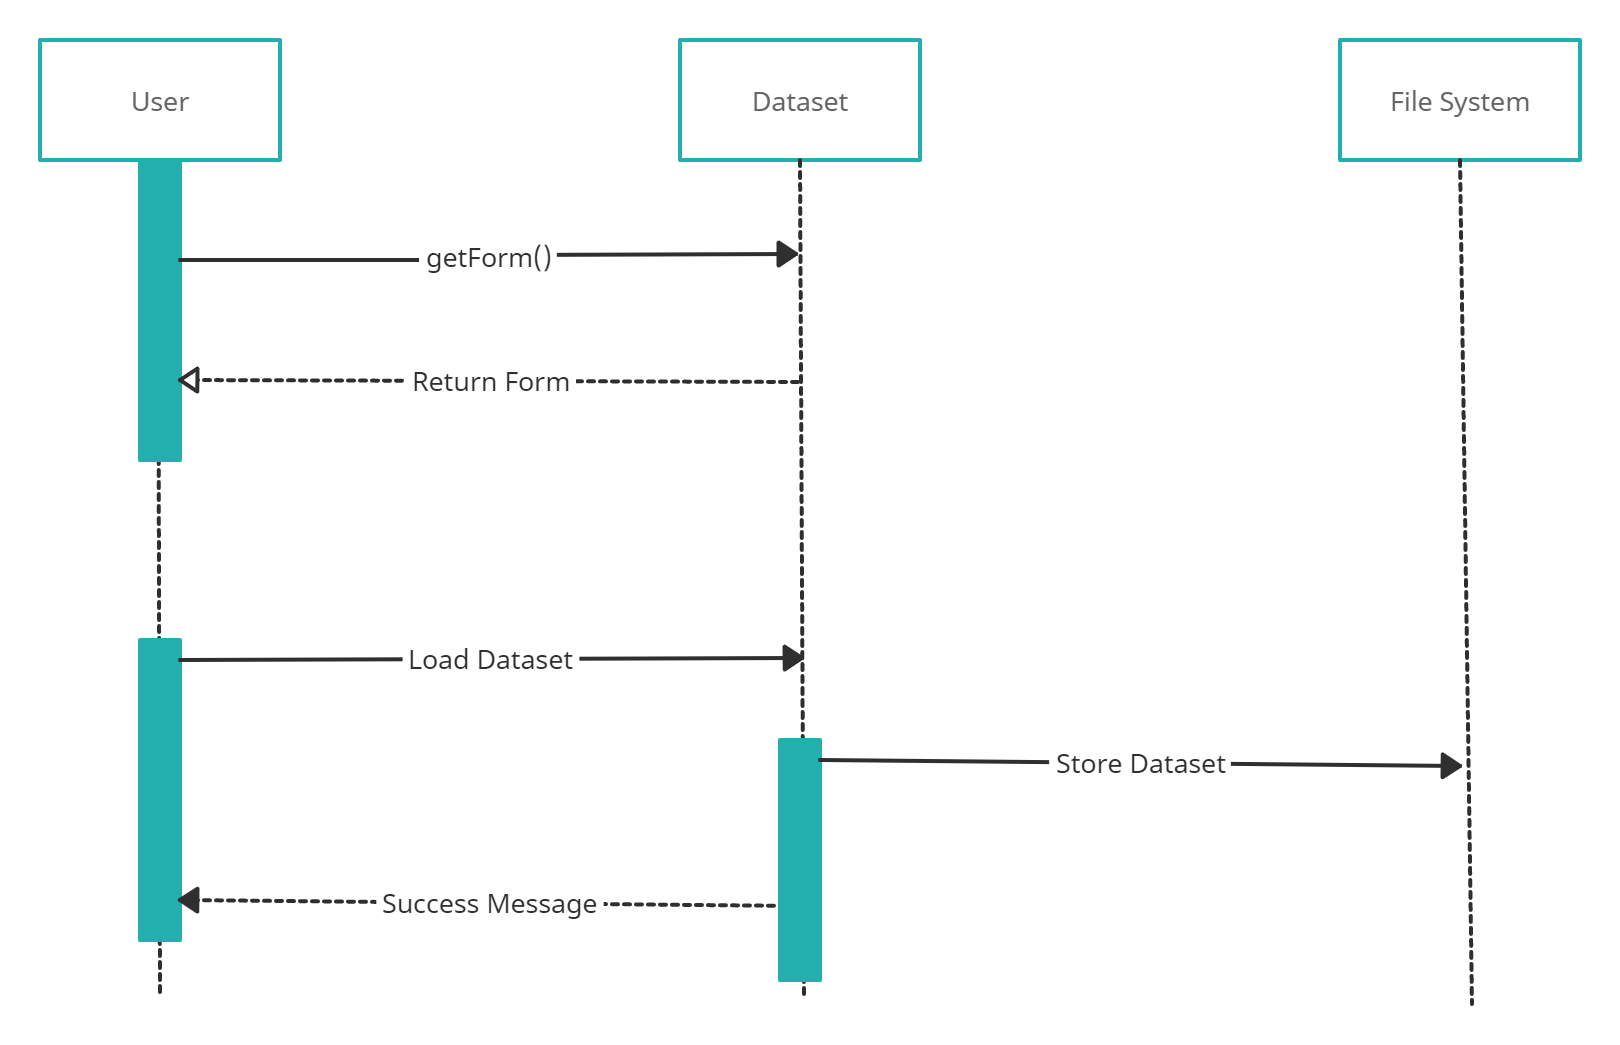 User
Dataset
File System
getForm()
Return Form
Load Dataset
Store Dataset
Success Message